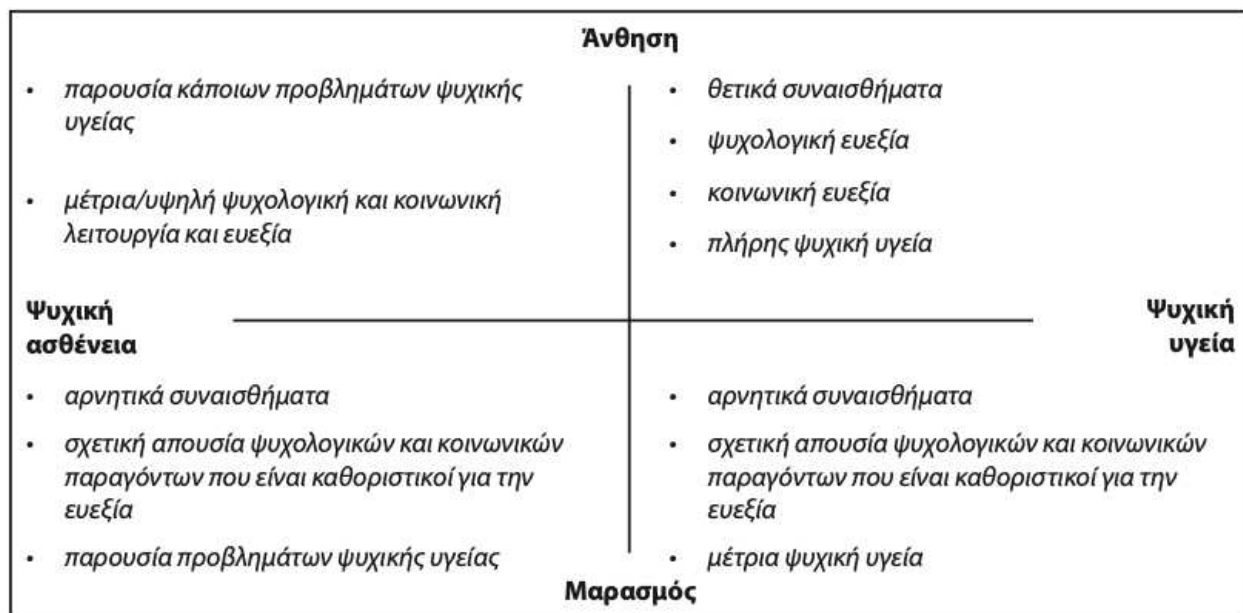 Άνθηση
• παρουσία κάποιων προβλημάτων ψυχικής
υγείας
• μέτρια/υψηλή ψυχολογική και κοινωνική
λειτουργία και ευεξία
• θετικά συναισθήματα
• ψυχολογική ευεξία
• κοινωνική ευεξία
• πλήρης ψυχική υγεία
Ψυχική
ασθένεια
Ψυχική
υγεία
• αρνητικά συναισθήματα
• σχετική απουσία ψυχολογικών και κοινωνικών
παραγόντων που είναι καθοριστικοί για την
ευεξία
• παρουσία προβλημάτων ψυχικής υγείας
• αρνητικά συναισθήματα
• σχετική απουσία ψυχολογικών και κοινωνικών
παραγόντων που είναι καθοριστικοί για την
ευεξία
• μέτρια ψυχική υγεία
Μαρασμός